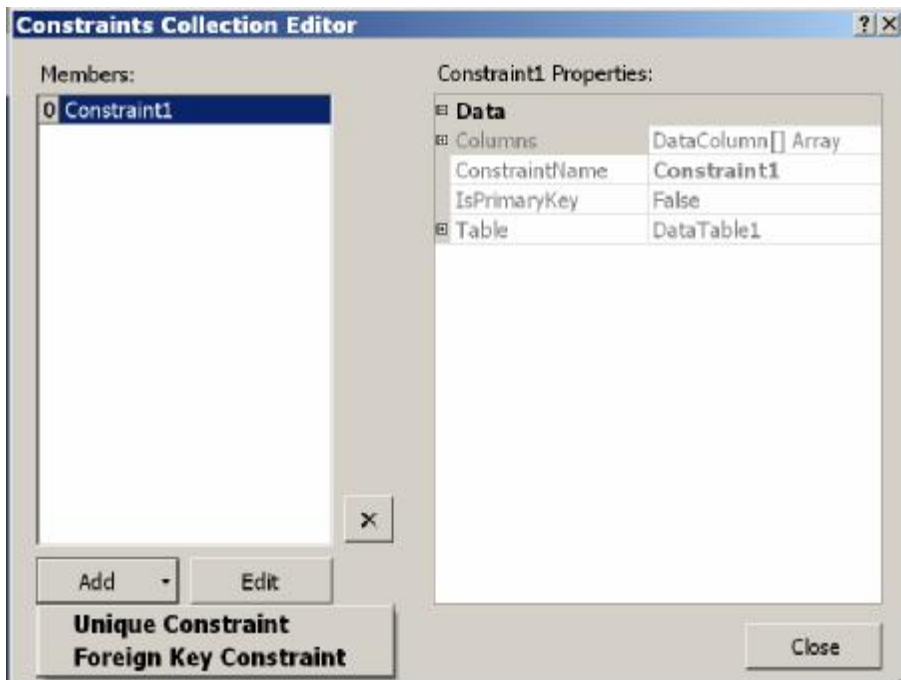 Constraints Collection Editor
? ×
Members:
0 Constraint1
×
Add
Edit
Unique Constraint
Foreign Key Constraint
Constraint1 Properties:
Data
Columns DataColumn[] Array
ConstraintName Constraint1
IsPrimaryKey False
Table DataTable1
Close